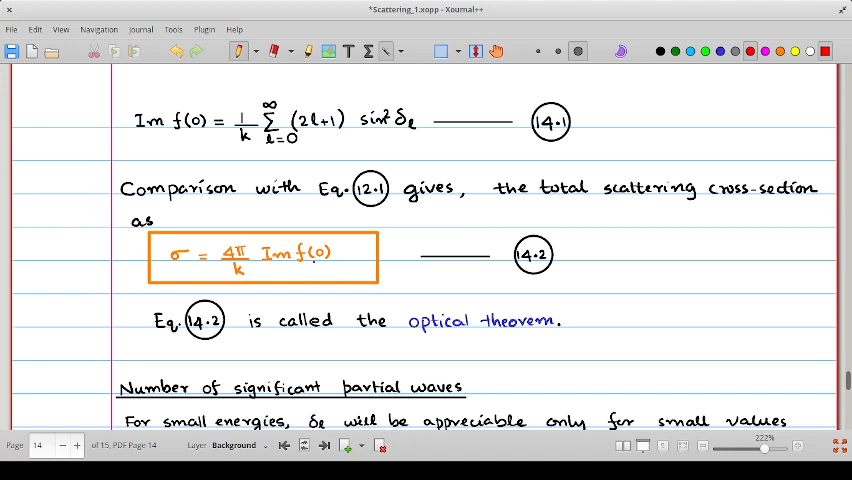 *Scattering_1.xopp - Xournal++
File Edit View Navigation Journal Tools Plugin Help
Im f(0) = 1/k ∑_{l=0}^{∞} (2l+1) sin² δ_l ——— 14.1
Comparison with Eq. 12.1 gives, the total scattering cross-section
as
σ = 4π/k Im f(0) ——— 14.2
Eq. 14.2 is called the optical theorem.
Number of significant partial waves
For small energies, δ_l will be appreciable only for small values
222%
Page 14 of 15, PDF Page 14 Layer Background